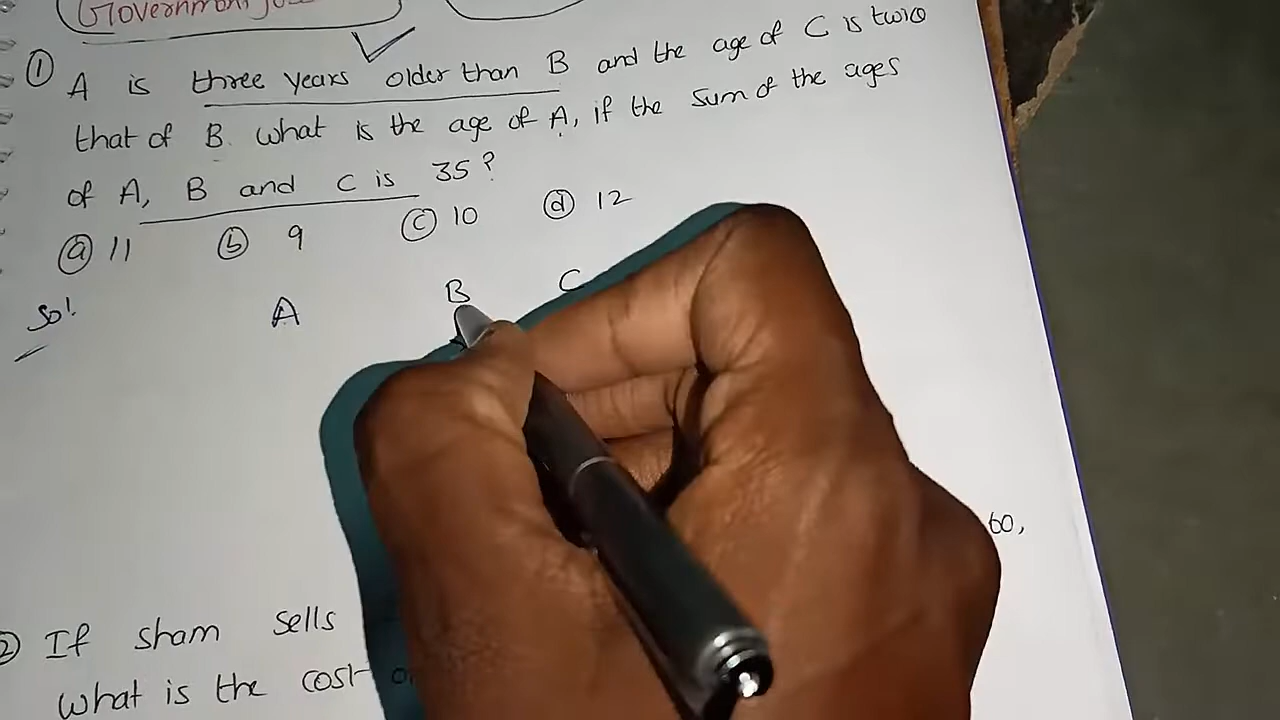 Government
① A is three years older than B and the age of C is twice
that of B. what is the age of A, if the sum of the ages
of A, B and C is 35?
ⓐ 11 ⓑ 9 ⓒ 10 ⓓ 12
Sol.
A B C
60,
② If sham sells
what is the cost